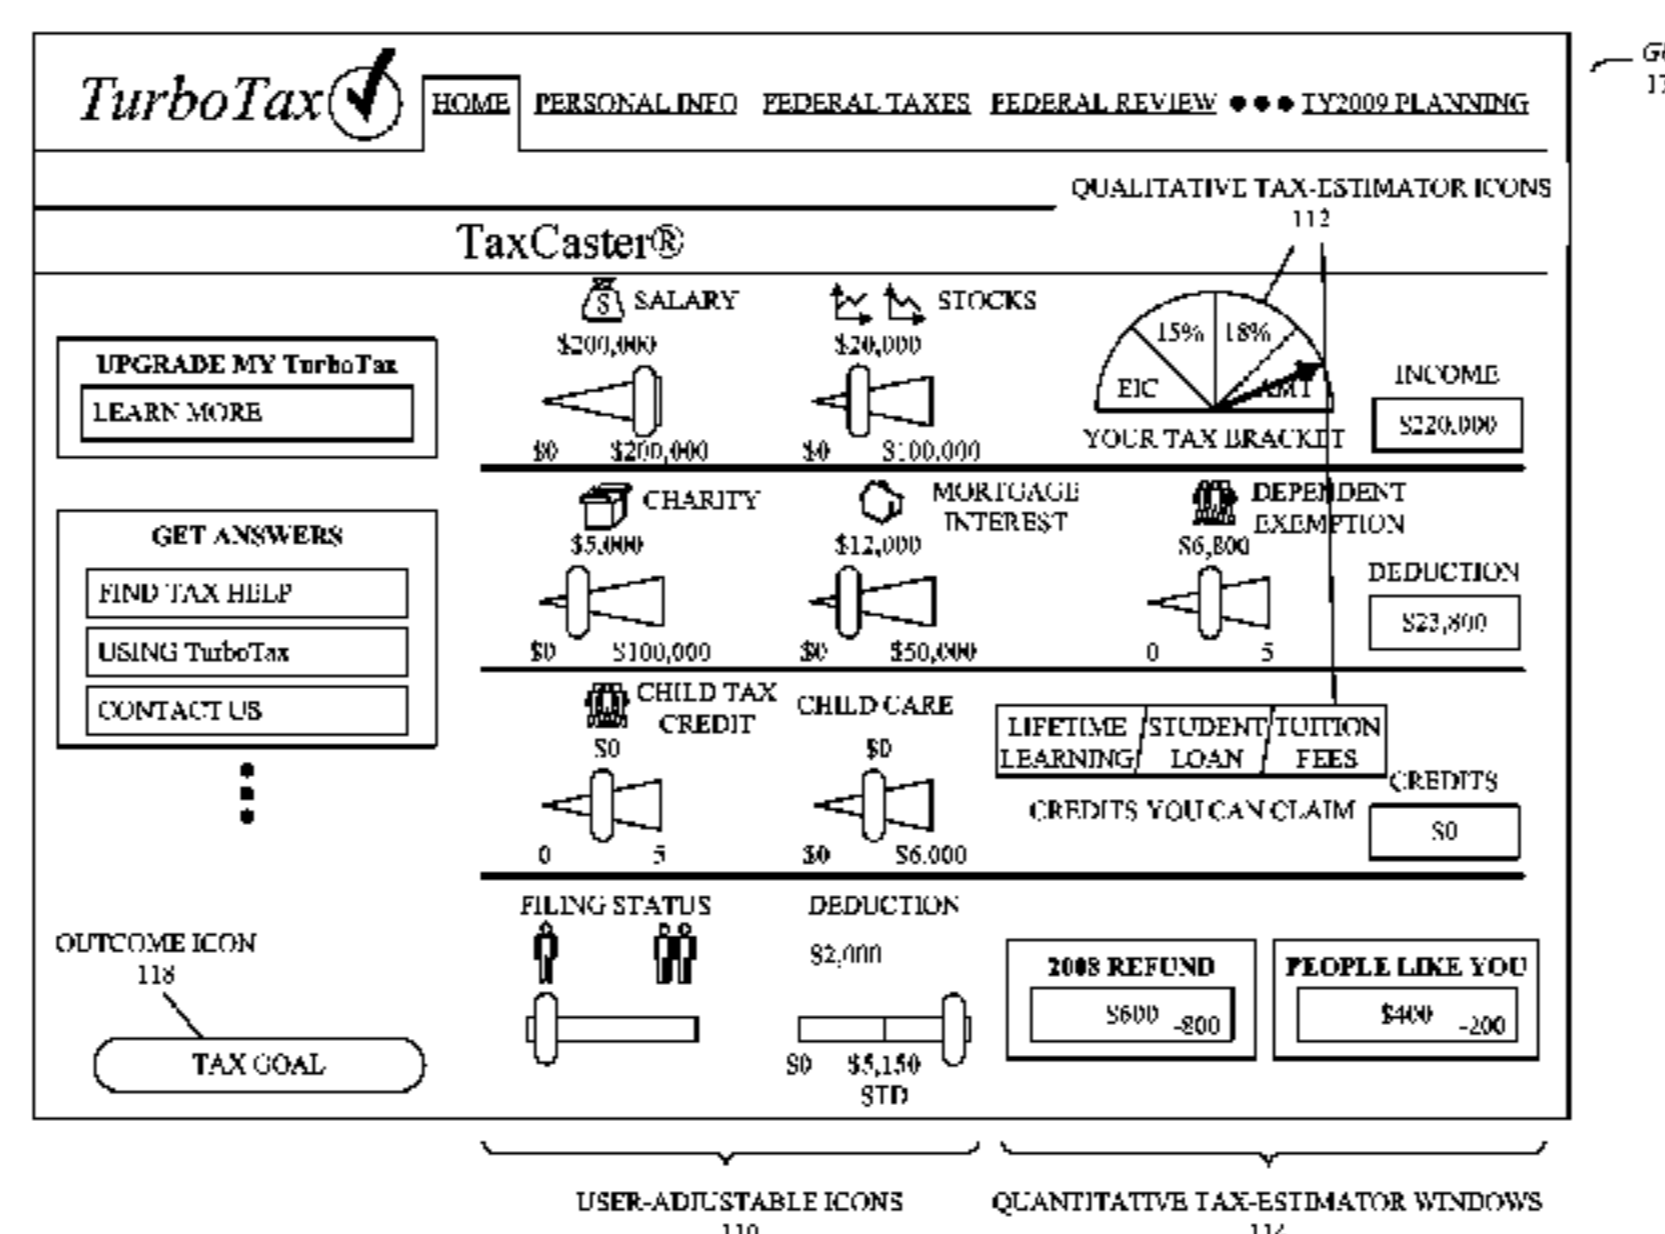 TurboTax HOME PERSONAL INFO FEDERAL TAXES FEDERAL REVIEW TY2009 PLANNING
QUALITATIVE TAX-ESTIMATOR ICONS
112
TaxCaster®
SALARY
$200,000
$0 $200,000
STOCKS
$20,000
$0 $100,000
EIC 15% 18% AMT
YOUR TAX BRACKET
INCOME
$220,000
UPGRADE MY TurboTax
LEARN MORE
GET ANSWERS
FIND TAX HELP
USING TurboTax
CONTACT US
CHARITY
$5,000
$0 $100,000
MORTGAGE
INTEREST
$12,000
$0 $50,000
DEPENDENT
EXEMPTION
$6,800
0 5
DEDUCTION
$23,800
CHILD TAX
CREDIT
$0
0 5
CHILD CARE
$0
$0 $6,000
LIFETIME
LEARNING
STUDENT
LOAN
TUITION
FEES
CREDITS YOU CAN CLAIM
CREDITS
$0
FILING STATUS
DEDUCTION
$2,000
$0 $5,150
STD
2008 REFUND
$600 -800
PEOPLE LIKE YOU
$400 -200
OUTCOME ICON
118
TAX GOAL
USER-ADJUSTABLE ICONS
QUANTITATIVE TAX-ESTIMATOR WINDOWS